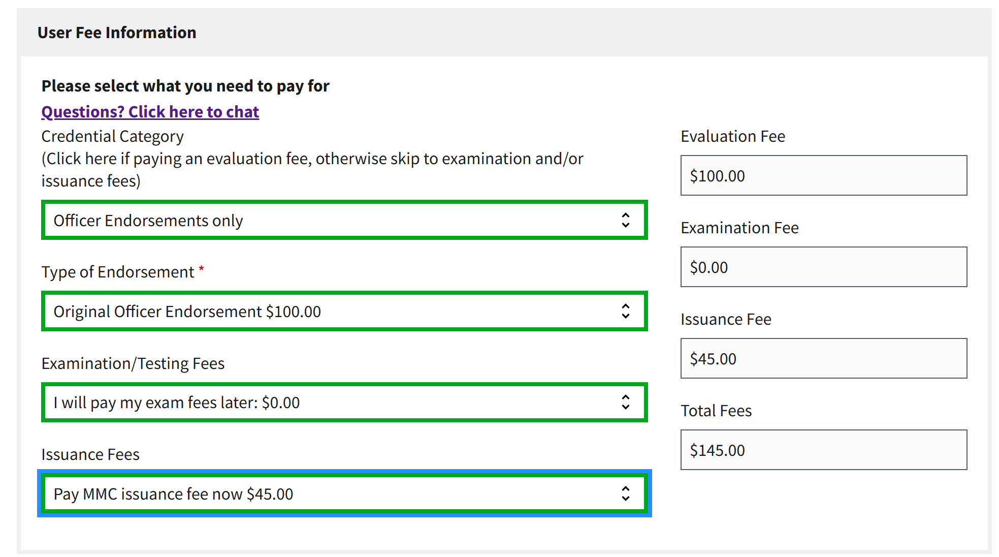 User Fee Information
Please select what you need to pay for
Questions? Click here to chat
Credential Category
(Click here if paying an evaluation fee, otherwise skip to examination and/or
issuance fees)
Officer Endorsements only
Type of Endorsement *
Original Officer Endorsement $100.00
Examination/Testing Fees
I will pay my exam fees later: $0.00
Issuance Fees
Pay MMC issuance fee now $45.00
Evaluation Fee
$100.00
Examination Fee
$0.00
Issuance Fee
$45.00
Total Fees
$145.00